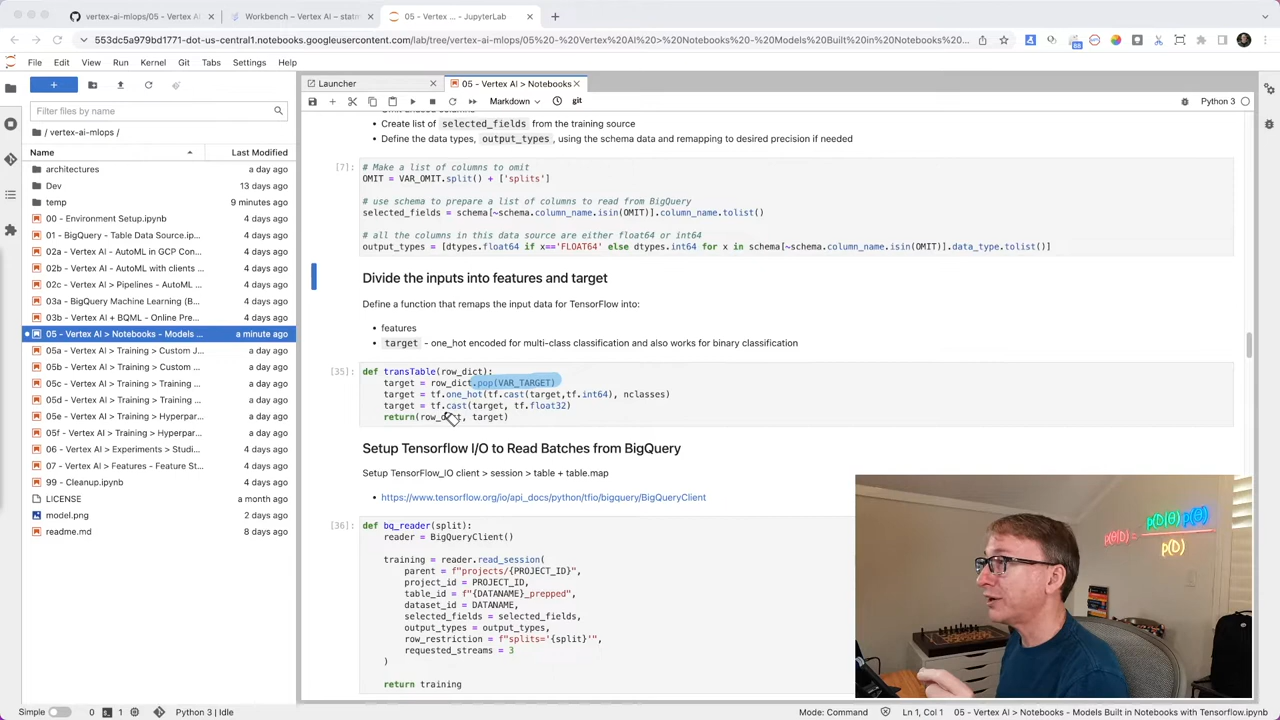 vertex-ai-mlops/05 - Vertex AI
Workbench – Vertex AI – statm
05 - Vertex ... - JupyterLab
553dc5a979bd1771-dot-us-central1.notebooks.googleusercontent.com/lab/tree/vertex-ai-mlops/05%20-%20Vertex%20AI%20>%20Notebooks%20-%20Models%20Built%20in%20Notebooks%20...
File Edit View Run Kernel Git Tabs Settings Help
Filter files by name
/ vertex-ai-mlops /
Name Last Modified
architectures a day ago
Dev 13 days ago
temp 9 minutes ago
00 - Environment Setup.ipynb 4 days ago
01 - BigQuery - Table Data Source.ip... 4 days ago
02a - Vertex AI - AutoML in GCP Con... 4 days ago
02b - Vertex AI - AutoML with clients ... 4 days ago
02c - Vertex AI > Pipelines - AutoML... 4 days ago
03a - BigQuery Machine Learning (B... 4 days ago
03b - Vertex AI + BQML - Online Pre... 4 days ago
05 - Vertex AI > Notebooks - Models ... a minute ago
05a - Vertex AI > Training > Custom J... a day ago
05b - Vertex AI > Training > Custom ... a day ago
05c - Vertex AI > Training > Training ... a day ago
05d - Vertex AI > Training > Training ... a day ago
05e - Vertex AI > Training > Hyperpar... a day ago
05f - Vertex AI > Training > Hyperpar... a day ago
06 - Vertex AI > Experiments > Studi... 4 days ago
07 - Vertex AI > Features - Feature St... 4 days ago
99 - Cleanup.ipynb 4 days ago
LICENSE a month ago
model.png 2 days ago
readme.md 8 days ago
Launcher
05 - Vertex AI > Notebooks
Markdown
git
Python 3
Create list of selected_fields from the training source
Define the data types, output_types, using the schema data and remapping to desired precision if needed
[7]: # Make a list of columns to omit
OMIT = VAR_OMIT.split() + ['splits']
# use schema to prepare a list of columns to read from BigQuery
selected_fields = schema[~schema.column_name.isin(OMIT)].column_name.tolist()
# all the columns in this data source are either float64 or int64
output_types = [dtypes.float64 if x=='FLOAT64' else dtypes.int64 for x in schema[~schema.column_name.isin(OMIT)].data_type.tolist()]
Divide the inputs into features and target
Define a function that remaps the input data for TensorFlow into:
features
target - one_hot encoded for multi-class classification and also works for binary classification
[35]: def transTable(row_dict):
target = row_dict.pop(VAR_TARGET)
target = tf.one_hot(tf.cast(target,tf.int64), nclasses)
target = tf.cast(target, tf.float32)
return(row_dict, target)
Setup Tensorflow I/O to Read Batches from BigQuery
Setup TensorFlow_IO client > session > table + table.map
https://www.tensorflow.org/io/api_docs/python/tfio/bigquery/BigQueryClient
[36]: def bq_reader(split):
reader = BigQueryClient()
training = reader.read_session(
parent = f"projects/{PROJECT_ID}",
project_id = PROJECT_ID,
table_id = f"{DATANAME}_prepped",
dataset_id = DATANAME,
selected_fields = selected_fields,
output_types = output_types,
row_restriction = f"splits='{split}'",
requested_streams = 3
)
return training
p(θ|D)= p(D|θ) p(θ)
p(D)
Simple 0 1 Python 3 | Idle
Mode: Command Ln 1, Col 1 05 - Vertex AI > Notebooks - Models Built in Notebooks with Tensorflow.ipynb